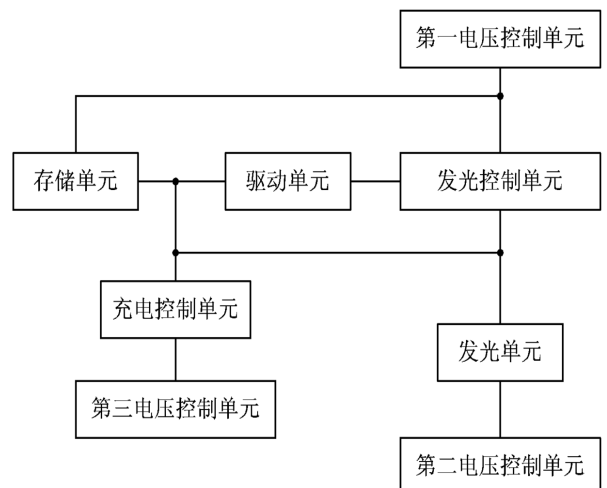 第一电压控制单元
存储单元
驱动单元
发光控制单元
充电控制单元
发光单元
第三电压控制单元
第二电压控制单元